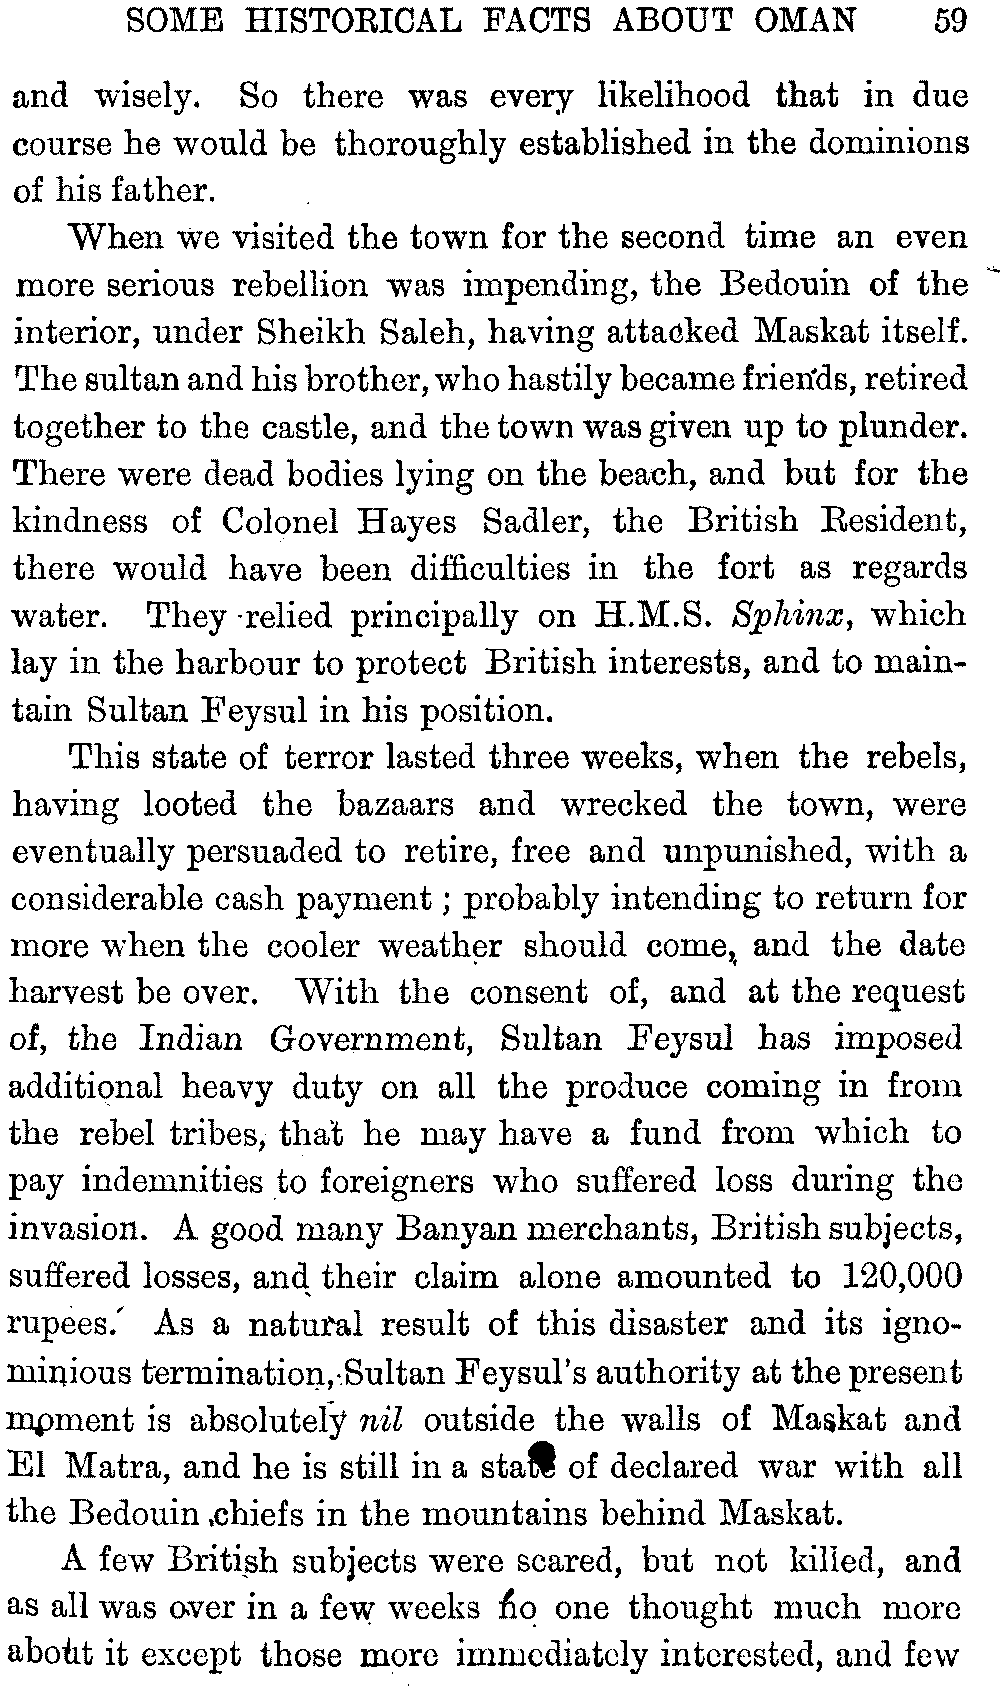 SOME HISTORICAL FACTS ABOUT OMAN 59
and wisely. So there was every likelihood that in due
course he would be thoroughly established in the dominions
of his father.
When we visited the town for the second time an even
more serious rebellion was impending, the Bedouin of the
interior, under Sheikh Saleh, having attacked Maskat itself.
The sultan and his brother, who hastily became friends, retired
together to the castle, and the town was given up to plunder.
There were dead bodies lying on the beach, and but for the
kindness of Colonel Hayes Sadler, the British Resident,
there would have been difficulties in the fort as regards
water. They relied principally on H.M.S. Sphinx, which
lay in the harbour to protect British interests, and to main-
tain Sultan Feysul in his position.
This state of terror lasted three weeks, when the rebels,
having looted the bazaars and wrecked the town, were
eventually persuaded to retire, free and unpunished, with a
considerable cash payment ; probably intending to return for
more when the cooler weather should come, and the date
harvest be over. With the consent of, and at the request
of, the Indian Government, Sultan Feysul has imposed
additional heavy duty on all the produce coming in from
the rebel tribes, that he may have a fund from which to
pay indemnities to foreigners who suffered loss during the
invasion. A good many Banyan merchants, British subjects,
suffered losses, and their claim alone amounted to 120,000
rupees. As a natural result of this disaster and its igno-
minious termination, Sultan Feysul's authority at the present
moment is absolutely nil outside the walls of Maskat and
El Matra, and he is still in a state of declared war with all
the Bedouin chiefs in the mountains behind Maskat.
A few British subjects were scared, but not killed, and
as all was over in a few weeks no one thought much more
about it except those more immediately interested, and few